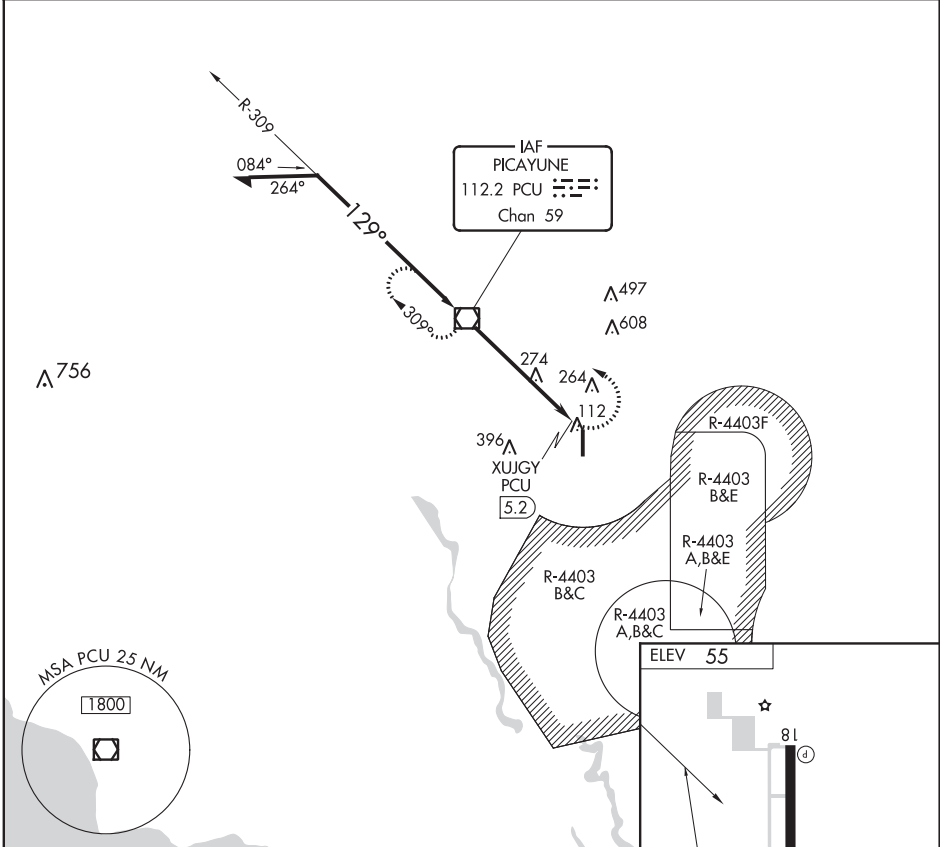 R-309
084°
264°
129°
309°
IAF
PICAYUNE
112.2 PCU
Chan 59
497
608
756
274
264
112
396
XUJGY
PCU
5.2
R-4403F
R-4403
B&E
R-4403
A,B&E
R-4403
B&C
R-4403
A,B&C
MSA PCU 25 NM
1800
ELEV 55
18
P